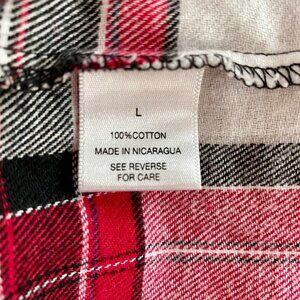 L
100% COTTON
MADE IN NICARAGUA
SEE REVERSE
FOR CARE